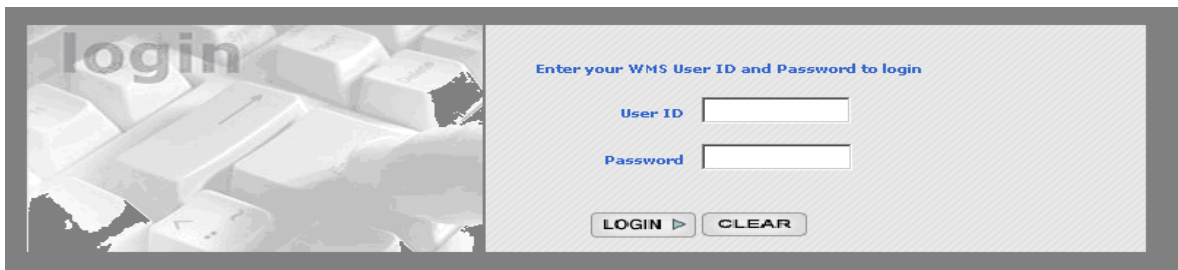 login
Enter your WMS User ID and Password to login
User ID
Password
LOGIN CLEAR